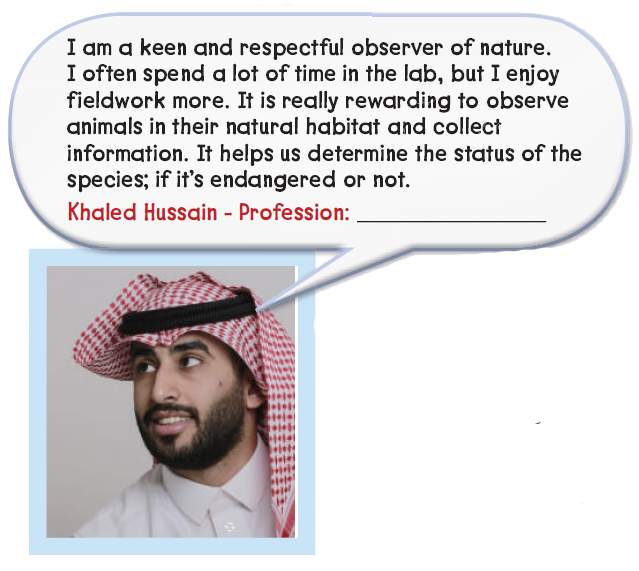 I am a keen and respectful observer of nature.
I often spend a lot of time in the lab, but I enjoy
fieldwork more. It is really rewarding to observe
animals in their natural habitat and collect
information. It helps us determine the status of the
species; if it's endangered or not.
Khaled Hussain - Profession: ____________________